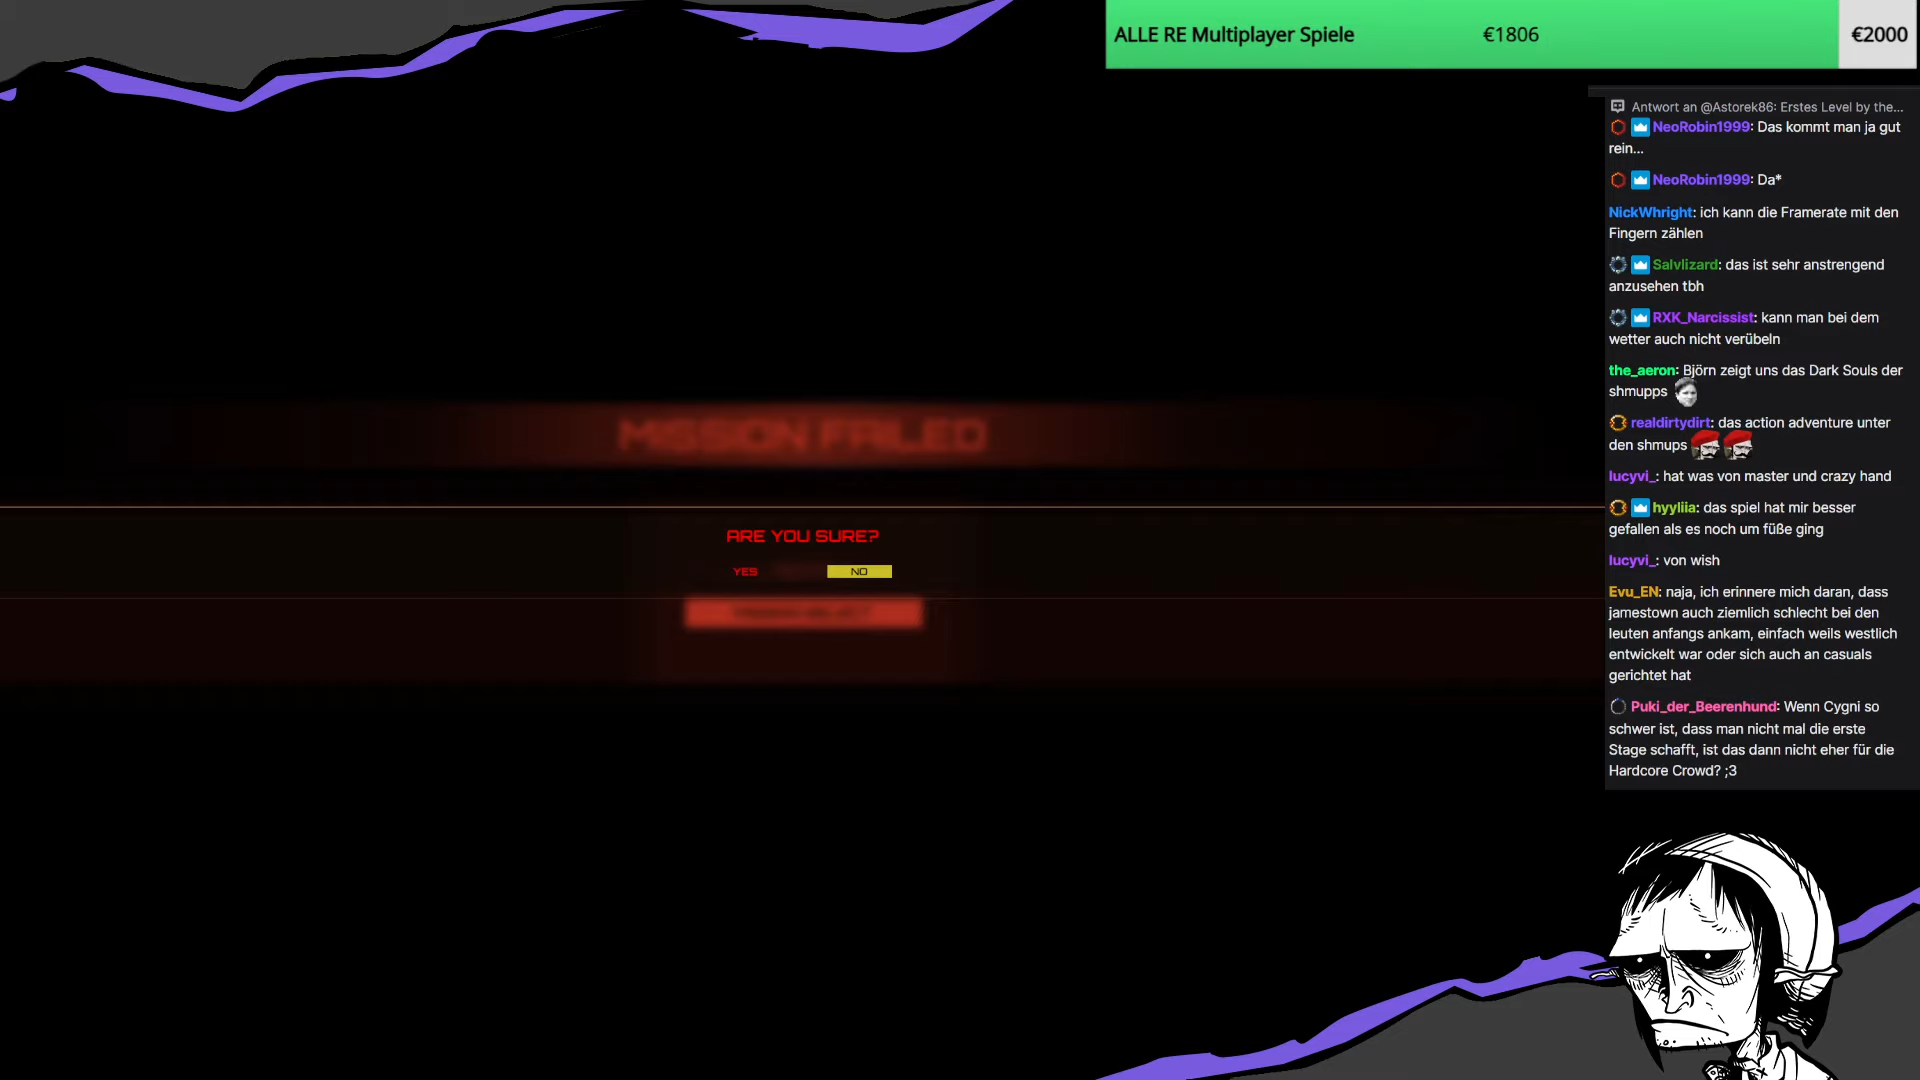 ALLE RE Multiplayer Spiele €1806 €2000
Antwort an @Astorek86: Erstes Level by the...
NeoRobin1999: Das kommt man ja gut
rein...
NeoRobin1999: Da*
NickWhright: ich kann die Framerate mit den
Fingern zählen
Salvlizard: das ist sehr anstrengend
anzusehen tbh
RXK_Narcissist: kann man bei dem
wetter auch nicht verübeln
the_aeron: Björn zeigt uns das Dark Souls der
shmupps
realdirtydirt: das action adventure unter
den shmups
lucyvi_: hat was von master und crazy hand
hyyliia: das spiel hat mir besser
gefallen als es noch um füße ging
lucyvi_: von wish
Evu_EN: naja, ich erinnere mich daran, dass
jamestown auch ziemlich schlecht bei den
leuten anfangs ankam, einfach weils westlich
entwickelt war oder sich auch an casuals
gerichtet hat
Puki_der_Beerenhund: Wenn Cygni so
schwer ist, dass man nicht mal die erste
Stage schafft, ist das dann nicht eher für die
Hardcore Crowd? ;3
MISSION FAILED
ARE YOU SURE?
YES NO